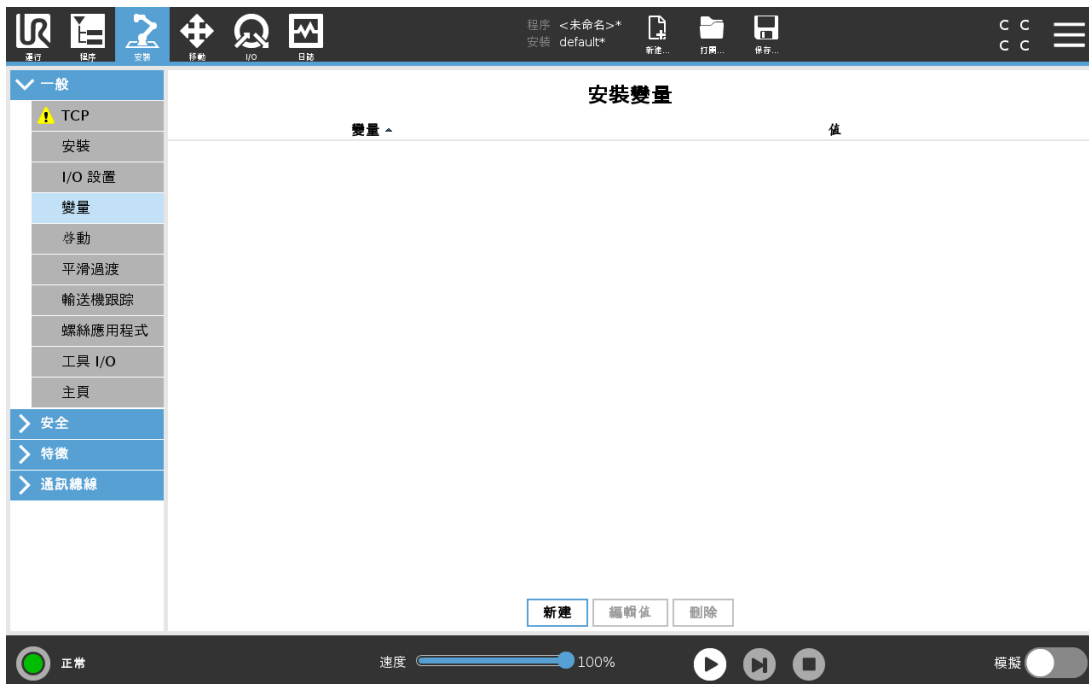 程序 <未命名>*
安裝 default*
運行 程序 安裝 移動 I/O 日誌 新建... 打開... 保存...
C C
C C
一般
TCP
安裝
I/O 設置
變量
啓動
平滑過渡
輸送機跟踪
螺絲應用程式
工具 I/O
主頁
安全
特徵
通訊總線
安裝變量
變量 值
新建 編輯值 刪除
正常 速度 100% 模擬